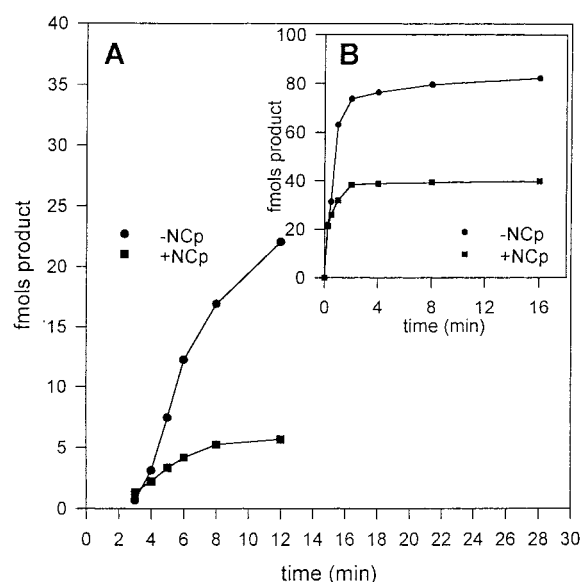 A
fmols product
40
35
30
25
20
15
10
5
0
-NCp
+NCp
0 2 4 6 8 10 12 14 16 18 20 22 24 26 28 30
time (min)
B
fmols product
100
80
60
40
20
0
-NCp
+NCp
0 4 8 12 16
time (min)